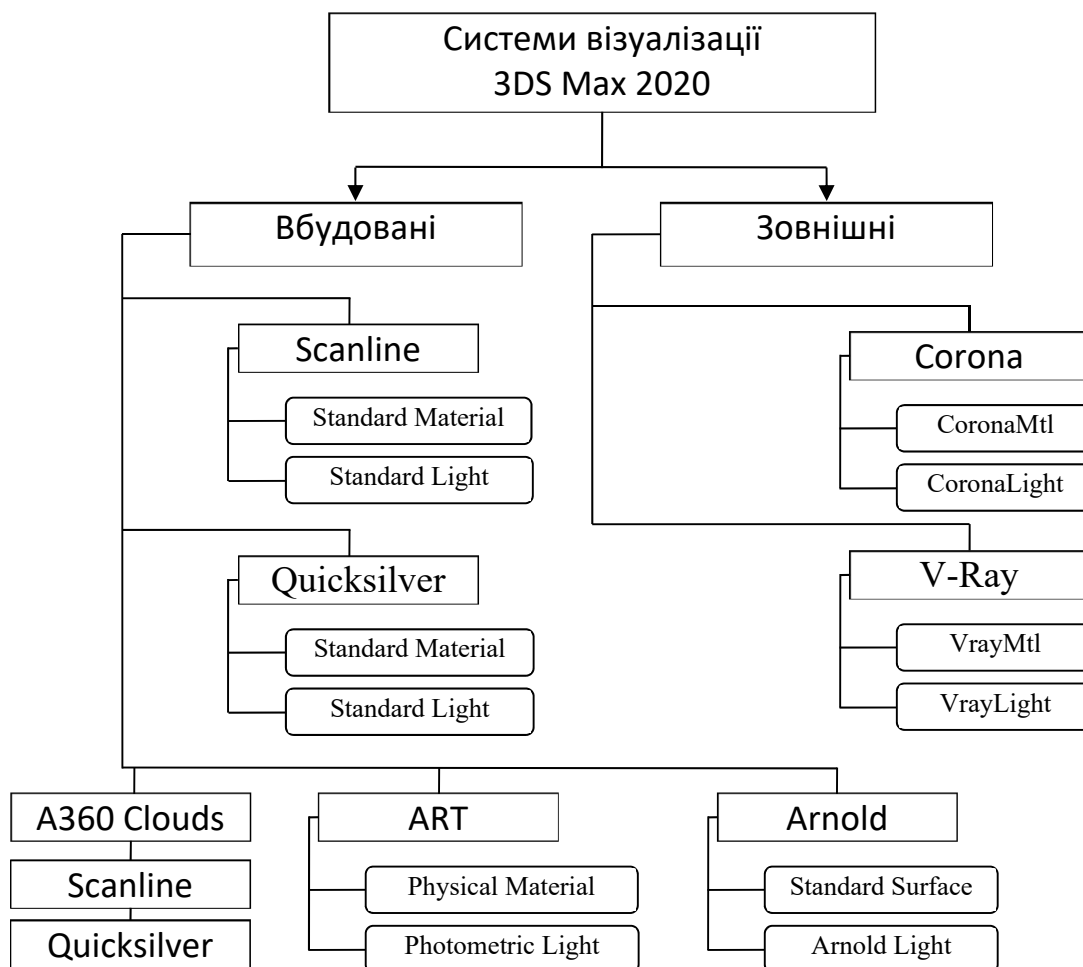 Системи візуалізації
3DS Max 2020
Вбудовані
Зовнішні
Scanline
Standard Material
Standard Light
Corona
CoronaMtl
CoronaLight
Quicksilver
Standard Material
Standard Light
V-Ray
VrayMtl
VrayLight
A360 Clouds
Scanline
Quicksilver
ART
Physical Material
Photometric Light
Arnold
Standard Surface
Arnold Light